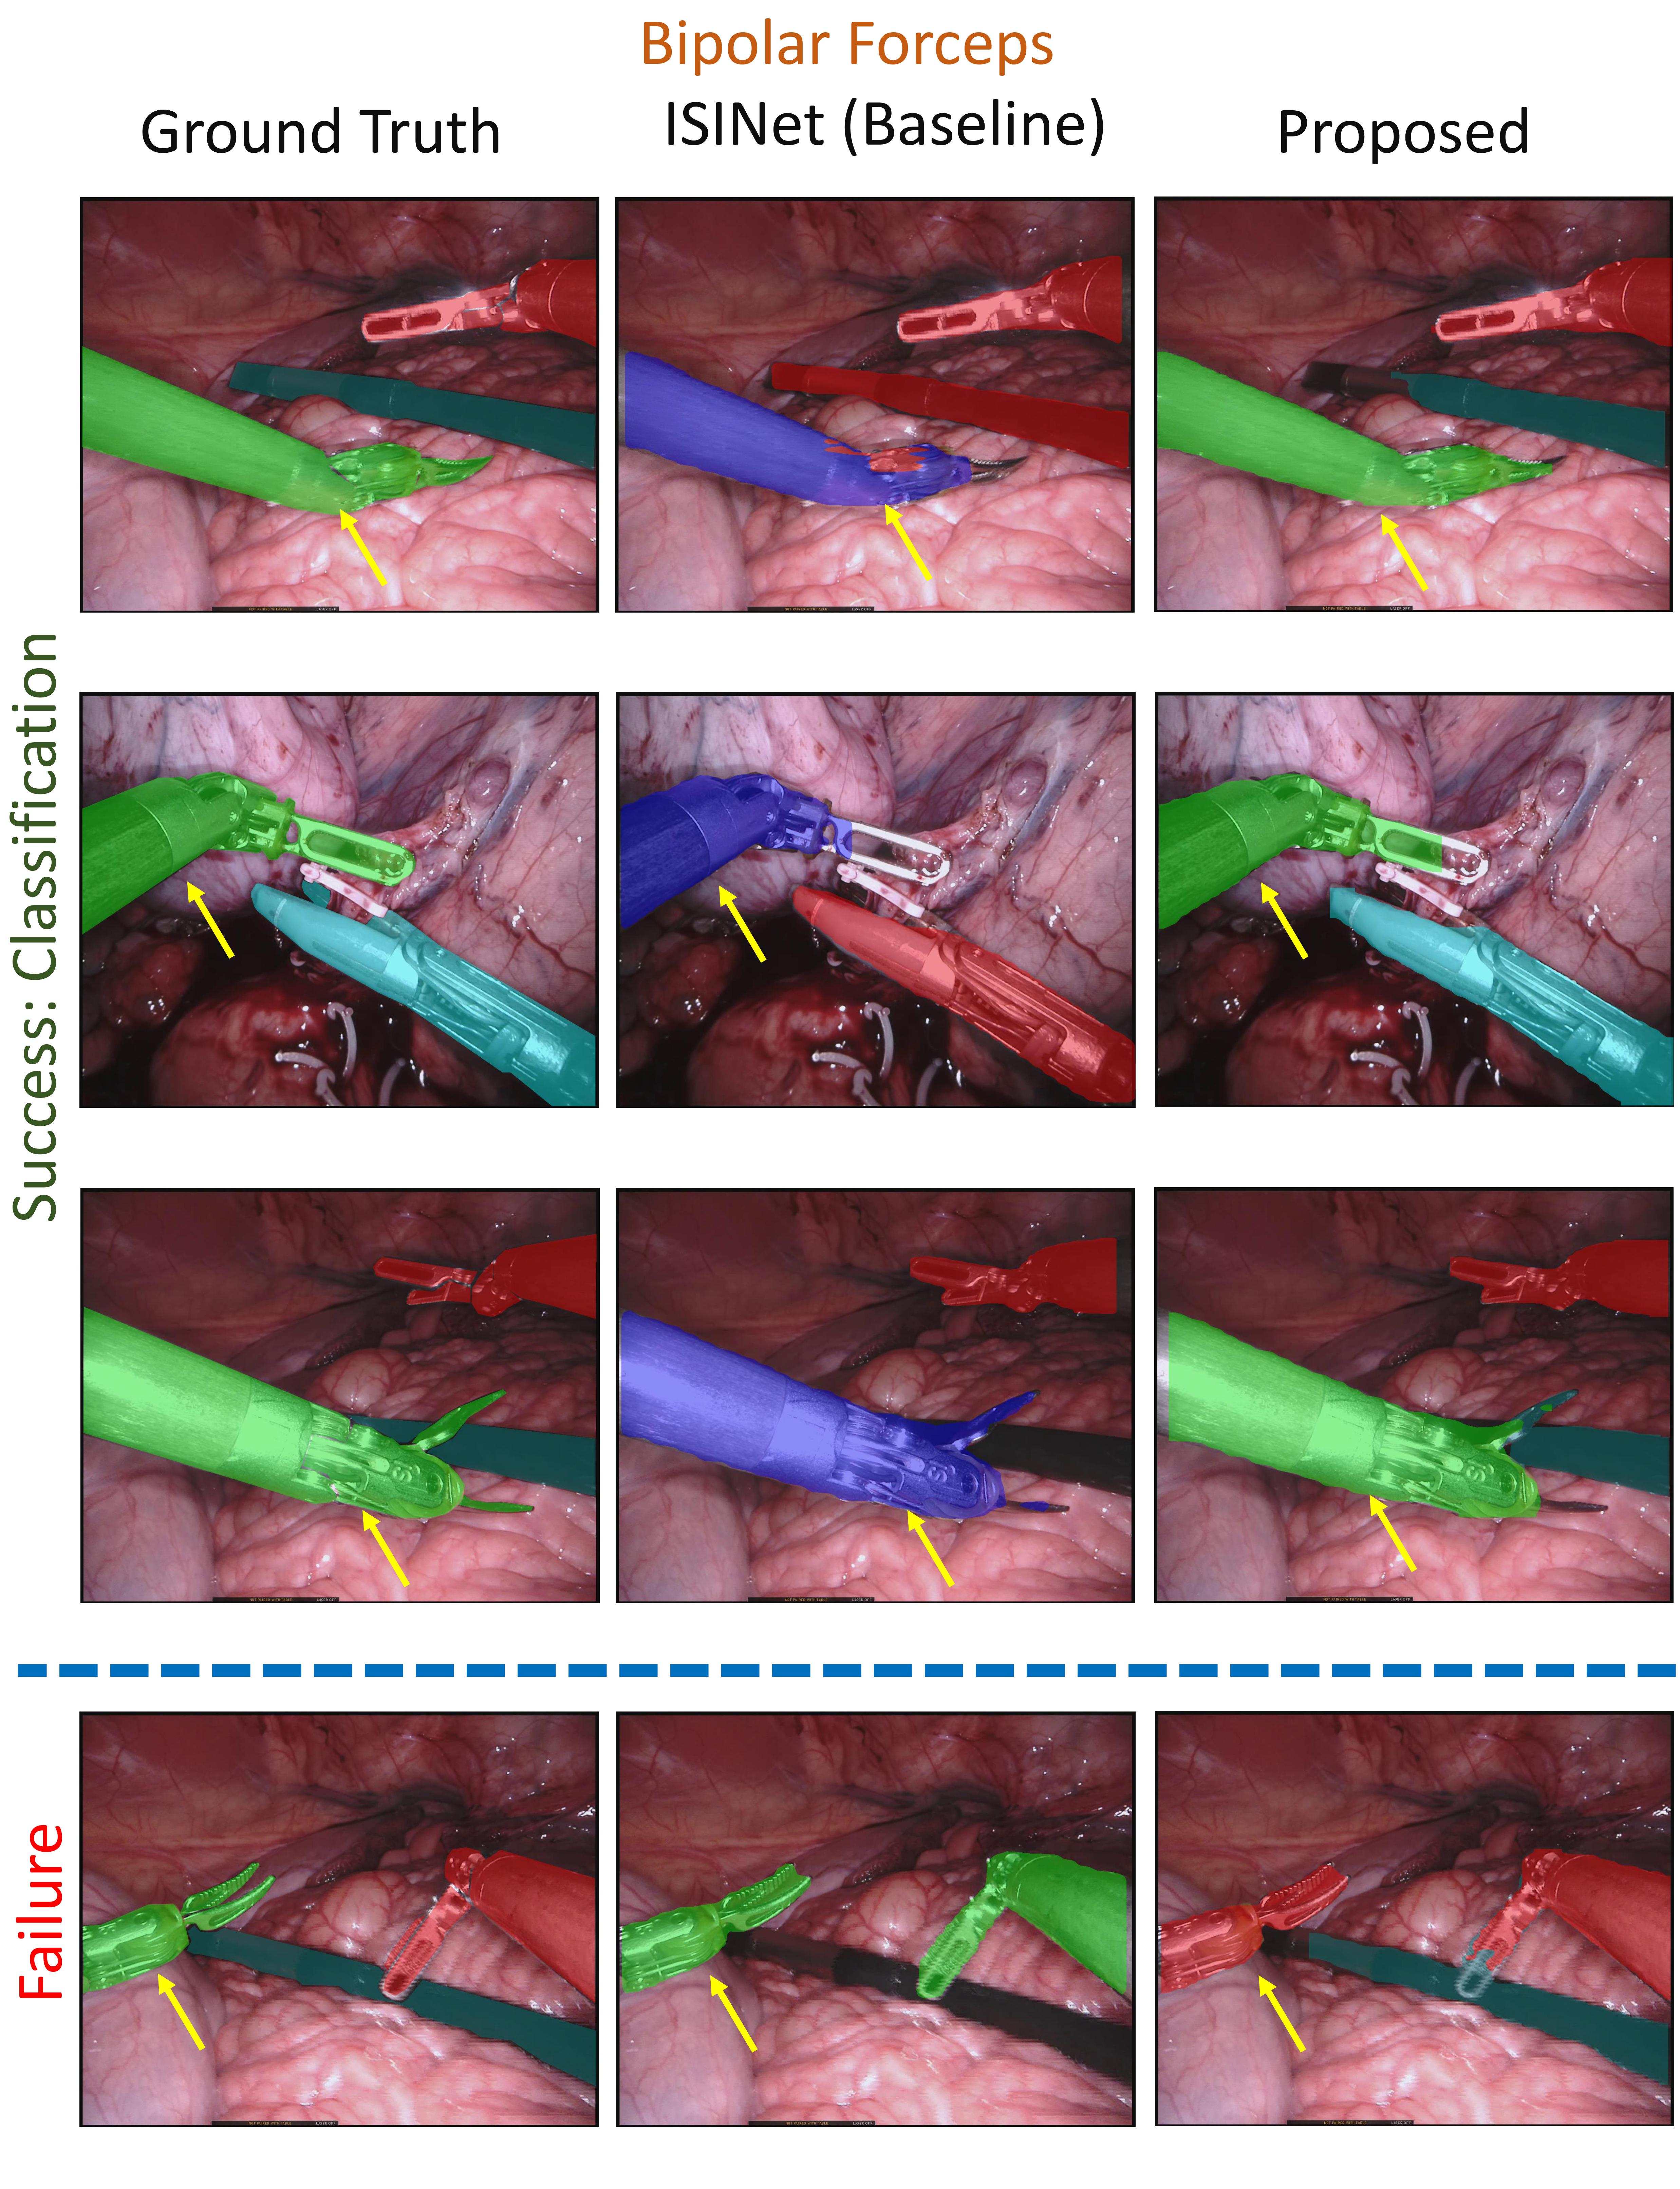 Bipolar Forceps
Ground Truth
ISINet (Baseline)
Proposed
Success: Classification
Failure